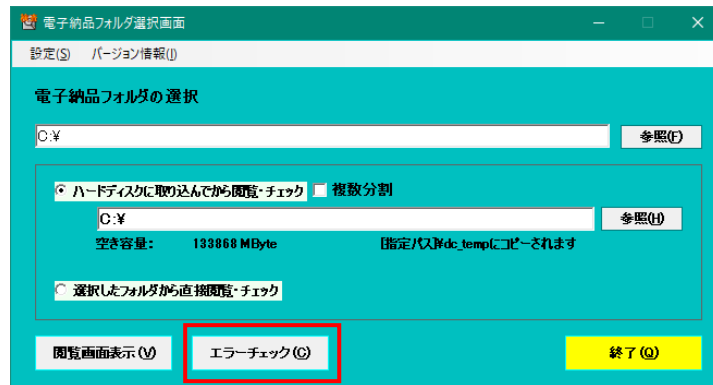 電子納品フォルダ選択画面
設定(S) バージョン情報(I)
電子納品フォルダの選択
C:¥ 参照(F)
ハードディスクに取り込んでから閲覧・チェック 複数分割
C:¥ 参照(H)
空き容量: 133868 MByte [指定パス]¥dc_tempにコピーされます
選択したフォルダから直接閲覧・チェック
閲覧画面表示(V) エラーチェック(C) 終了(Q)